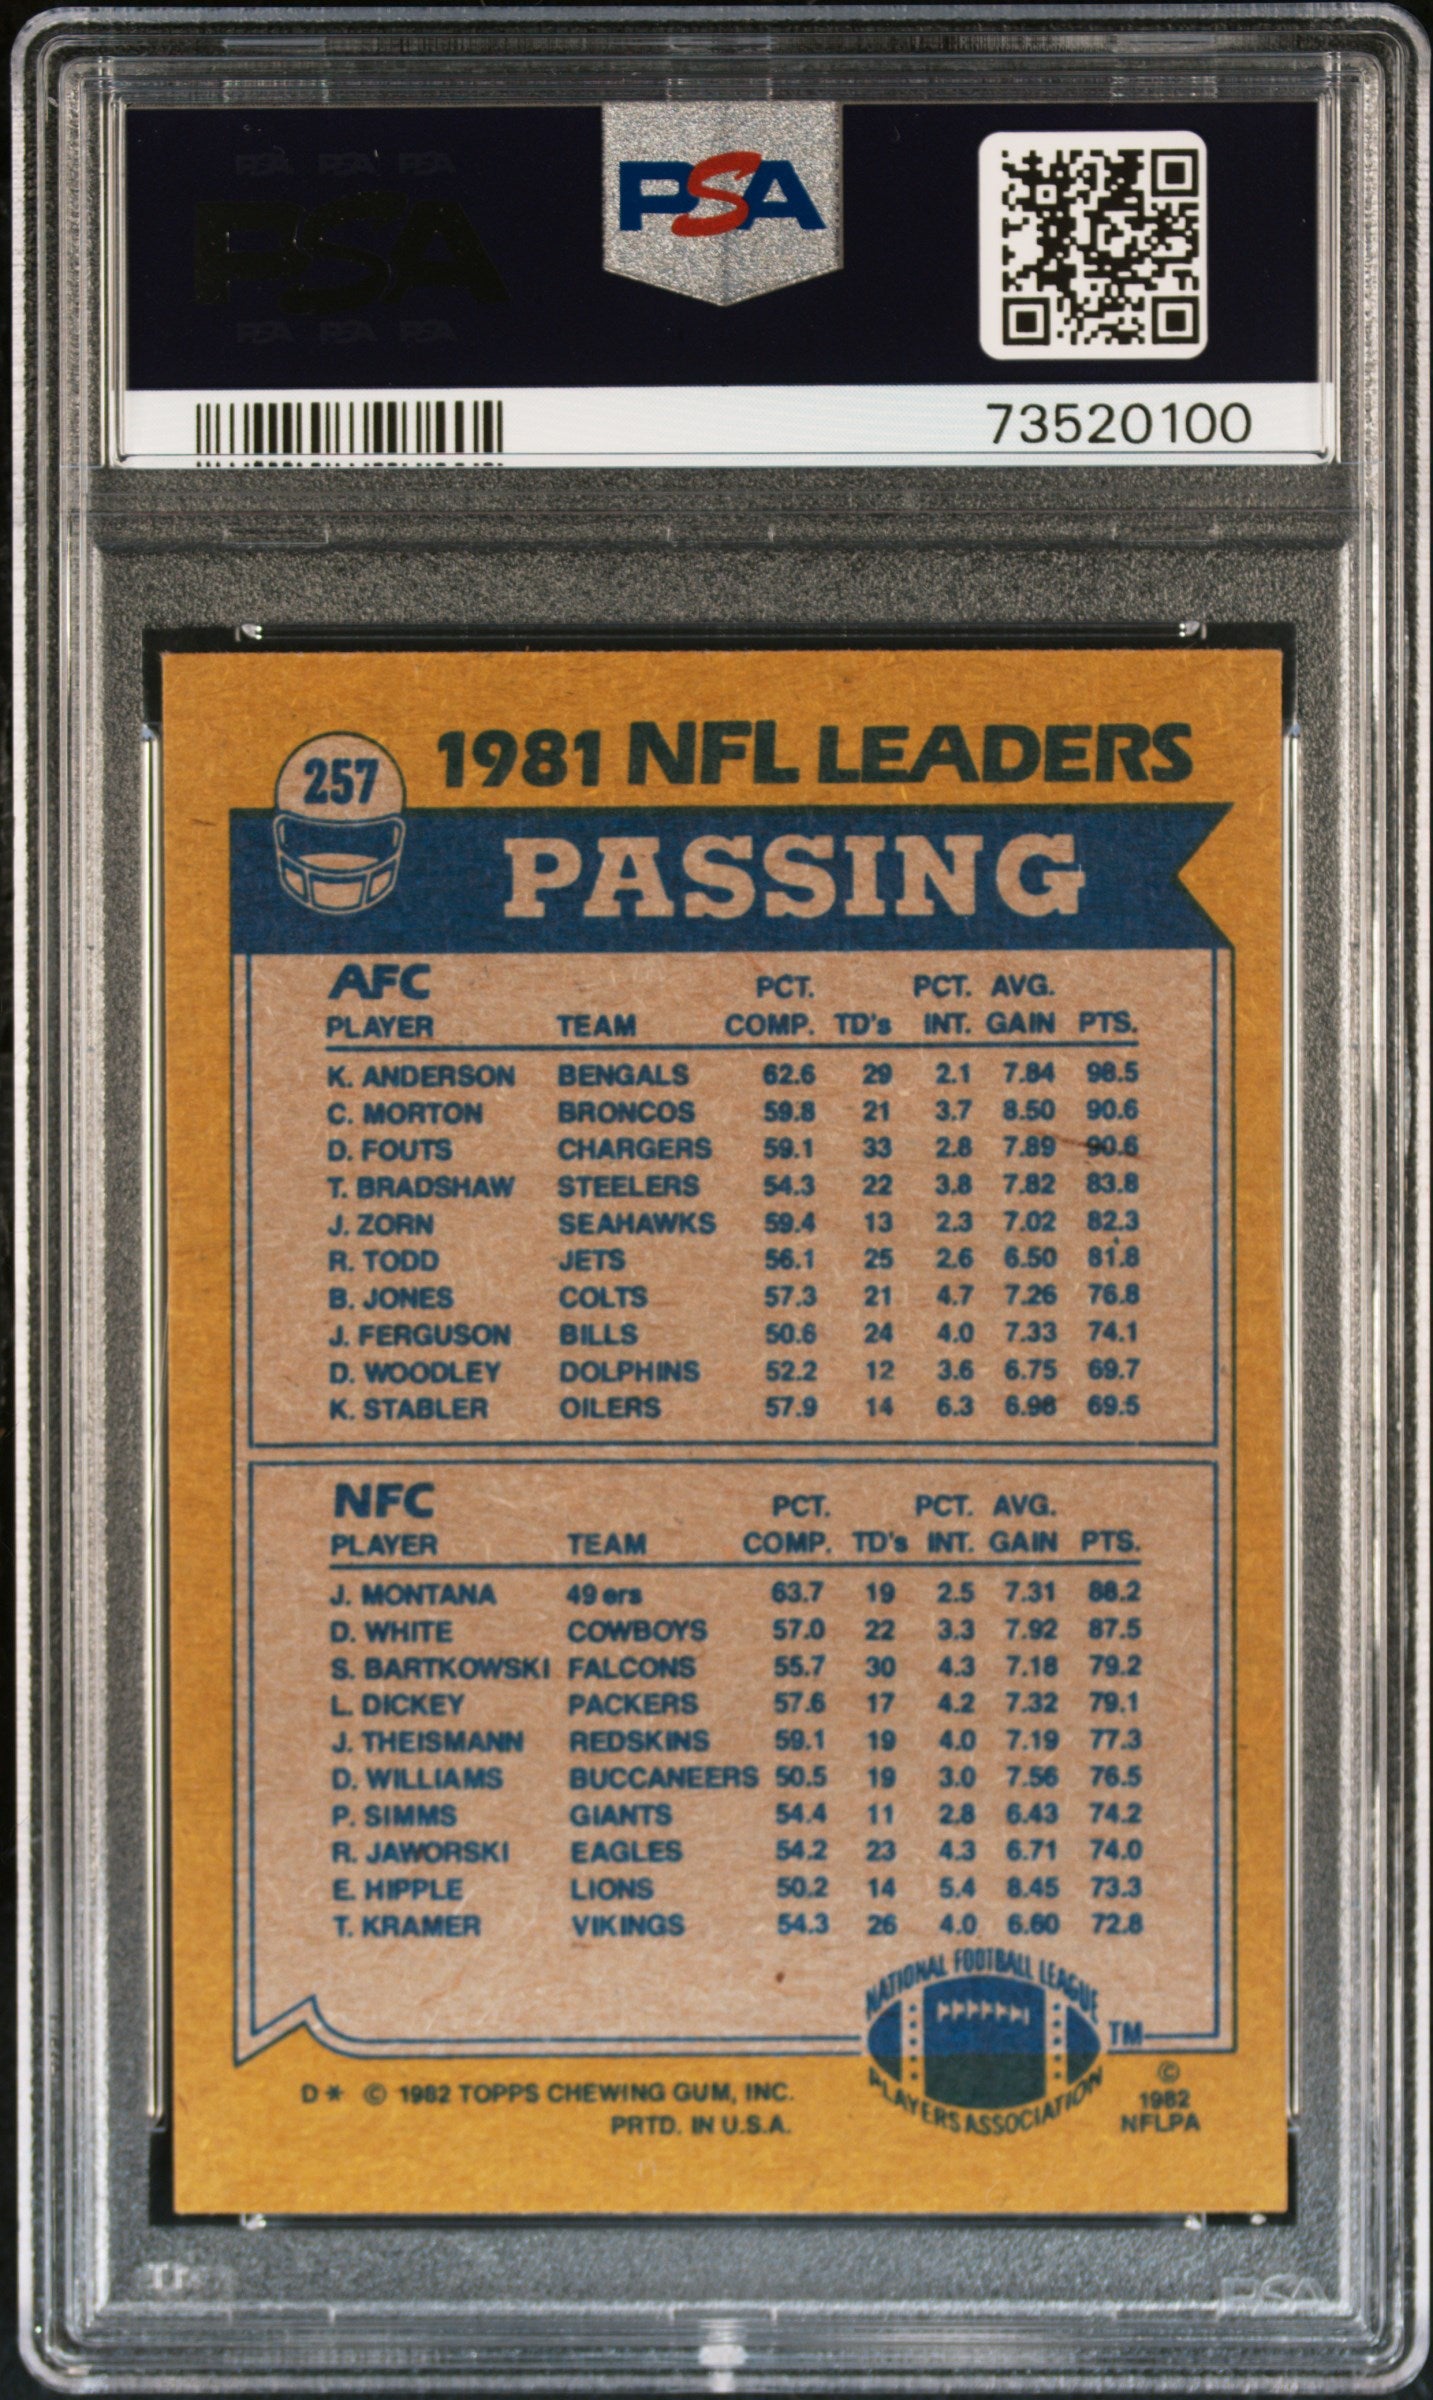 PSA PSA PSA
PSA
PSA PSA PSA
PSA
73520100
257
1981 NFL LEADERS
PASSING
AFC PCT. PCT. AVG.
PLAYER TEAM COMP. TD's INT. GAIN PTS.
K. ANDERSON BENGALS 62.6 29 2.1 7.84 98.5
C. MORTON BRONCOS 59.8 21 3.7 8.50 90.6
D. FOUTS CHARGERS 59.1 33 2.8 7.89 90.6
T. BRADSHAW STEELERS 54.3 22 3.8 7.82 83.8
J. ZORN SEAHAWKS 59.4 13 2.3 7.02 82.3
R. TODD JETS 56.1 25 2.6 6.50 81.8
B. JONES COLTS 57.3 21 4.7 7.26 76.8
J. FERGUSON BILLS 50.6 24 4.0 7.33 74.1
D. WOODLEY DOLPHINS 52.2 12 3.6 6.75 69.7
K. STABLER OILERS 57.9 14 6.3 6.98 69.5
NFC PCT. PCT. AVG.
PLAYER TEAM COMP. TD's INT. GAIN PTS.
J. MONTANA 49ers 63.7 19 2.5 7.31 88.2
D. WHITE COWBOYS 57.0 22 3.3 7.92 87.5
S. BARTKOWSKI FALCONS 55.7 30 4.3 7.18 79.2
L. DICKEY PACKERS 57.6 17 4.2 7.32 79.1
J. THEISMANN REDSKINS 59.1 19 4.0 7.19 77.3
D. WILLIAMS BUCCANEERS 50.5 19 3.0 7.56 76.5
P. SIMMS GIANTS 54.4 11 2.8 6.43 74.2
R. JAWORSKI EAGLES 54.2 23 4.3 6.71 74.0
E. HIPPLE LIONS 50.2 14 5.4 8.45 73.3
T. KRAMER VIKINGS 54.3 26 4.0 6.60 72.8
NATIONAL FOOTBALL LEAGUE
PLAYERS ASSOCIATION
TM
D* © 1982 TOPPS CHEWING GUM, INC.
PRTD. IN U.S.A.
©
1982
NFLPA
PSA